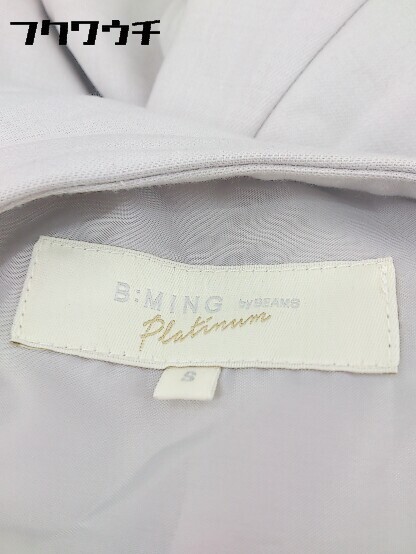 フクワウチ
B:MING by BEAMS
Platinum
S